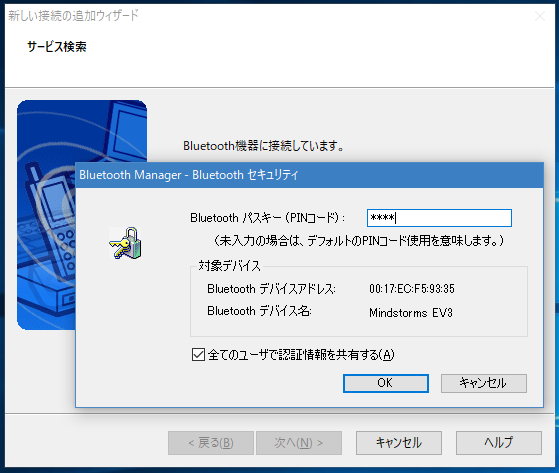 新しい接続の追加ウィザード
サービス検索
Bluetooth機器に接続しています。
Bluetooth Manager - Bluetooth セキュリティ
Bluetooth パスキー (PINコード) : ****
(未入力の場合は、デフォルトのPINコード使用を意味します。)
対象デバイス
Bluetooth デバイスアドレス: 00:17:EC:F5:93:35
Bluetooth デバイス名: Mindstorms EV3
全てのユーザで認証情報を共有する(A)
OK キャンセル
< 戻る(B) 次へ(N) > キャンセル ヘルプ